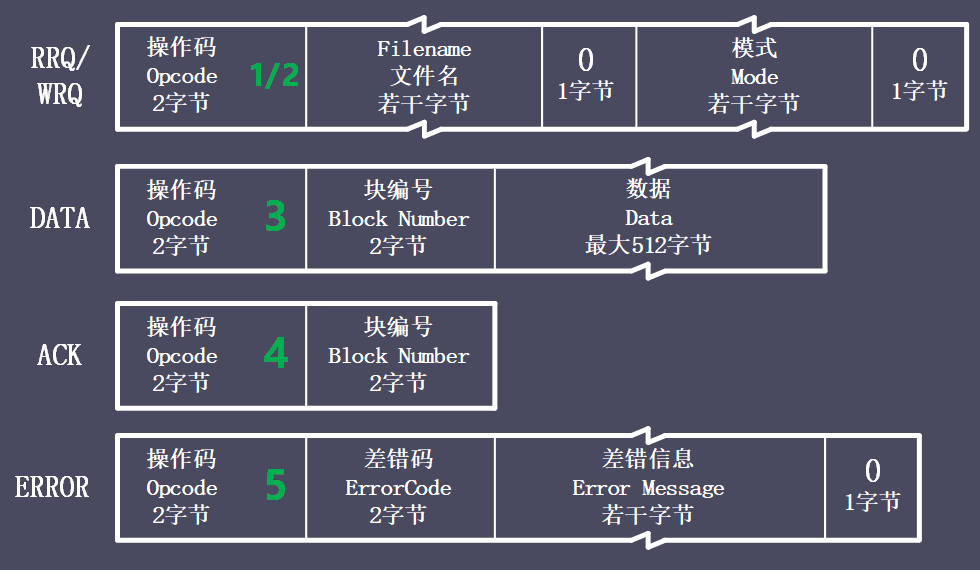 RRQ/
WRQ
操作码
Opcode
2字节
1/2
Filename
文件名
若干字节
0
1字节
模式
Mode
若干字节
0
1字节
DATA
操作码
Opcode
2字节
3
块编号
Block Number
2字节
数据
Data
最大512字节
ACK
操作码
Opcode
2字节
4
块编号
Block Number
2字节
ERROR
操作码
Opcode
2字节
5
差错码
ErrorCode
2字节
差错信息
Error Message
若干字节
0
1字节